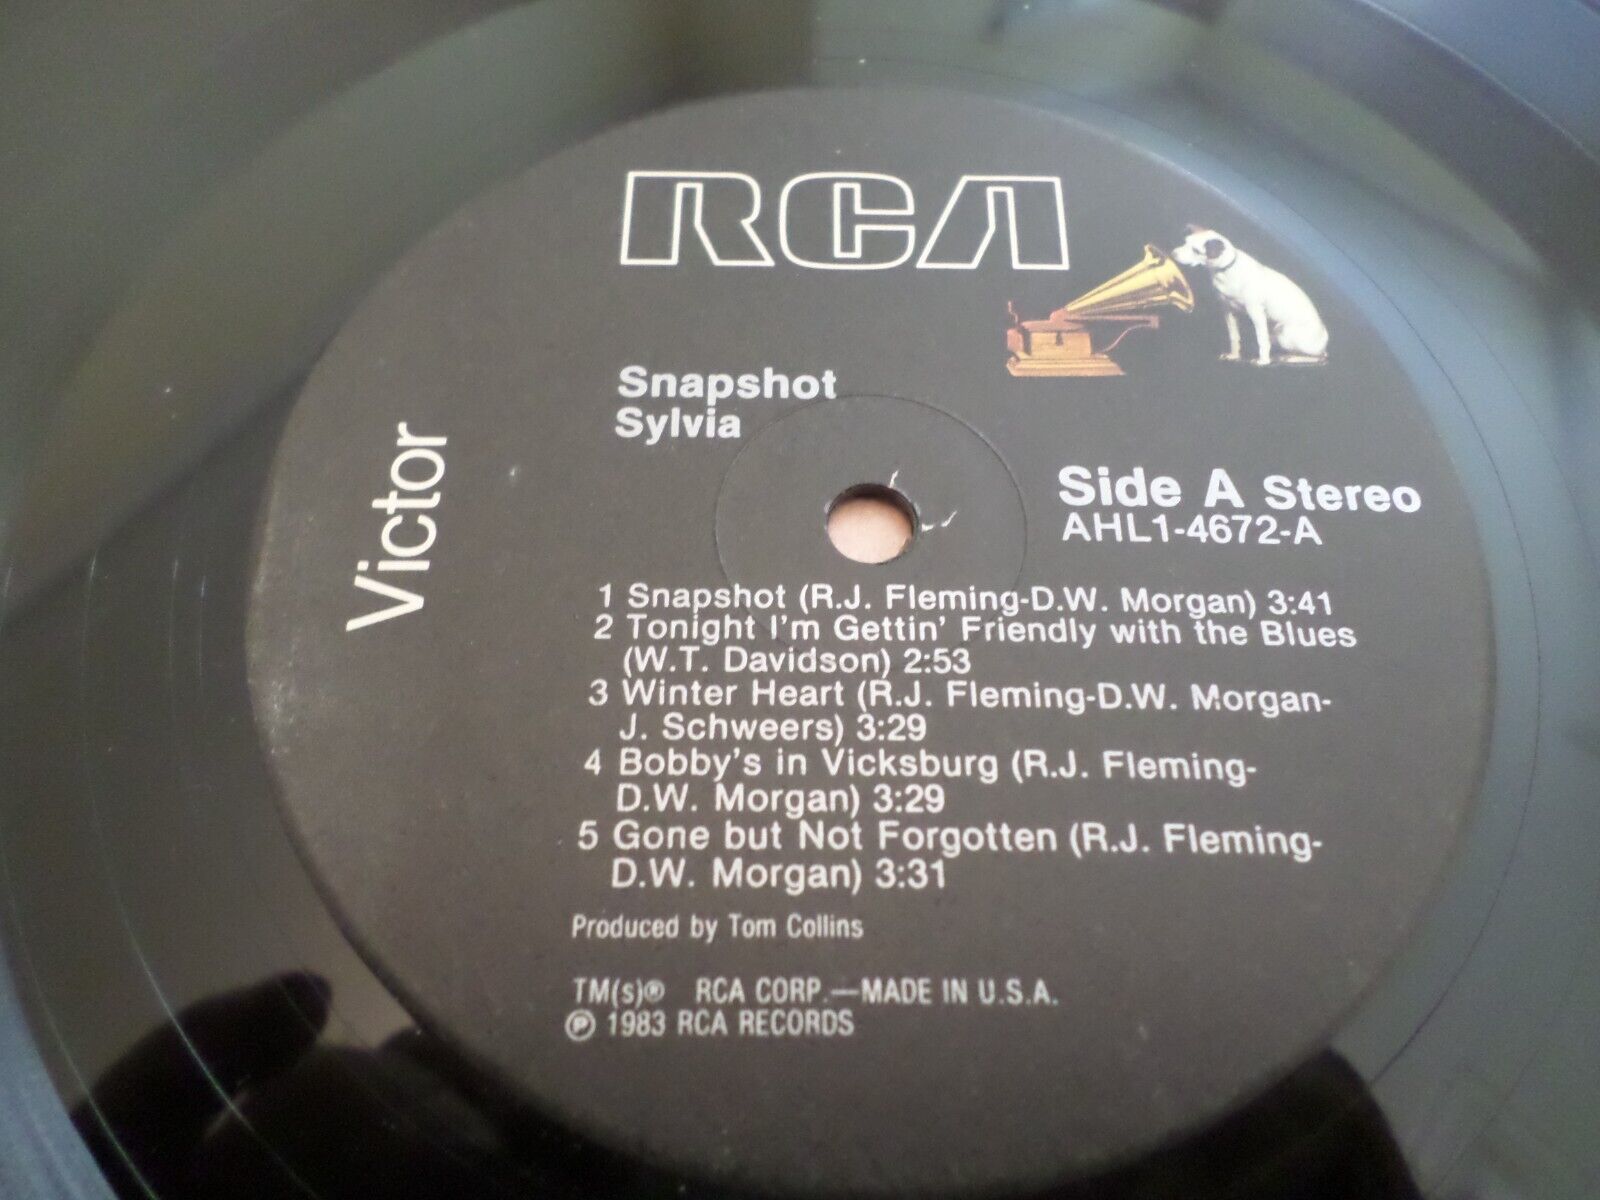 RCA
Victor
Snapshot
Sylvia
Side A Stereo
AHL1-4672-A
1 Snapshot (R.J. Fleming-D.W. Morgan) 3:41
2 Tonight I'm Gettin' Friendly with the Blues
(W.T. Davidson) 2:53
3 Winter Heart (R.J. Fleming-D.W. Morgan-
J. Schweers) 3:29
4 Bobby's in Vicksburg (R.J. Fleming-
D.W. Morgan) 3:29
5 Gone but Not Forgotten (R.J. Fleming-
D.W. Morgan) 3:31
Produced by Tom Collins
TM(s)® RCA CORP.—MADE IN U.S.A.
℗ 1983 RCA RECORDS